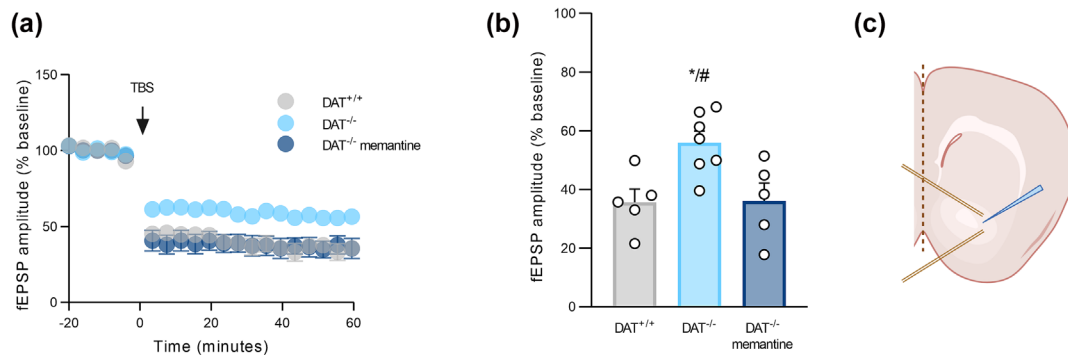 (a)
fEPSP amplitude (% baseline)
150
100
50
0
-20
0
20
40
60
Time (minutes)
TBS
DAT+/+
DAT-/-
DAT-/- memantine
(b)
fEPSP amplitude (% baseline)
100
80
60
40
20
0
*/#
DAT+/+
DAT-/-
DAT-/-
memantine
(c)